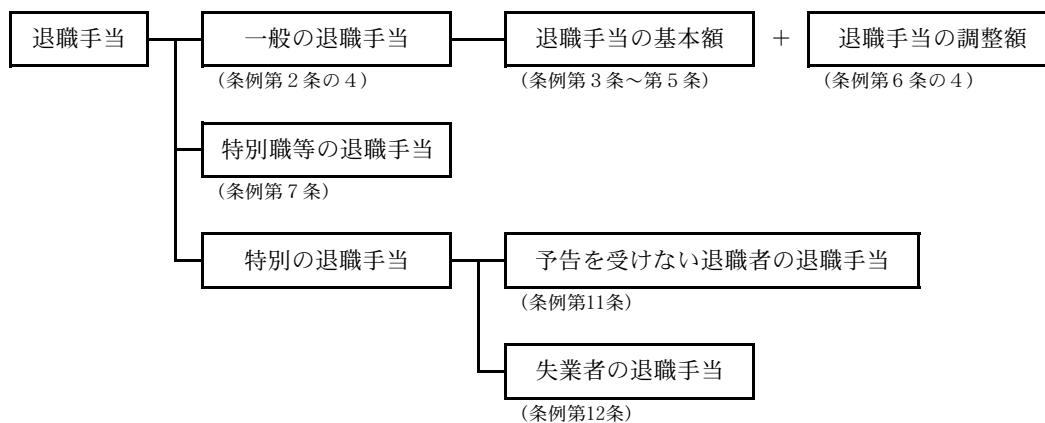 退職手当 一般の退職手当 退職手当の基本額 ＋ 退職手当の調整額
（条例第２条の４） （条例第３条～第５条） （条例第６条の４）
特別職等の退職手当
（条例第７条）
特別の退職手当 予告を受けない退職者の退職手当
（条例第11条）
失業者の退職手当
（条例第12条）